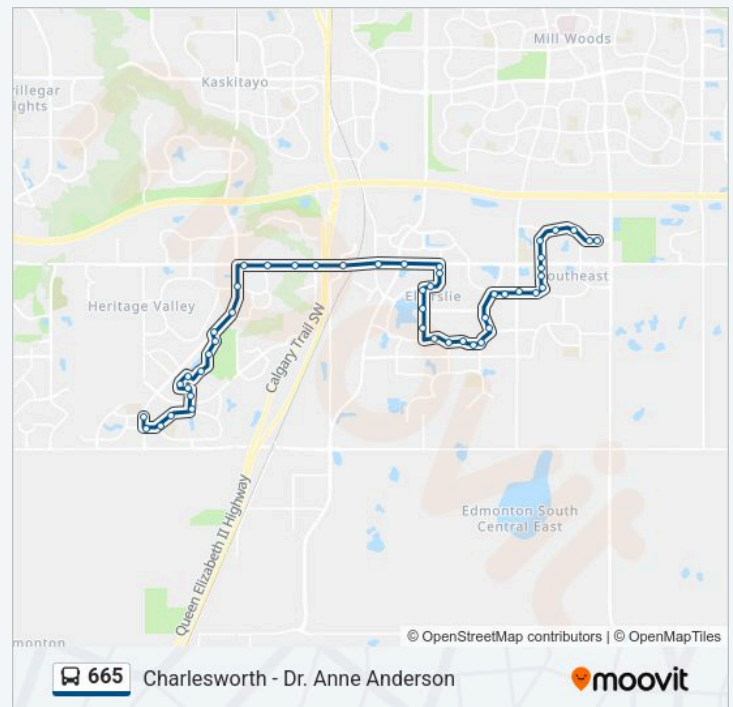 Mill Woods
Kaskitayo
illegar
ights
Southeast
Ellerslie
Heritage Valley
Calgary Trail SW
Edmonton South
Central East
Queen Elizabeth II Highway
monton
© OpenStreetMap contributors | © OpenMapTiles
665 Charlesworth - Dr. Anne Anderson
moovit